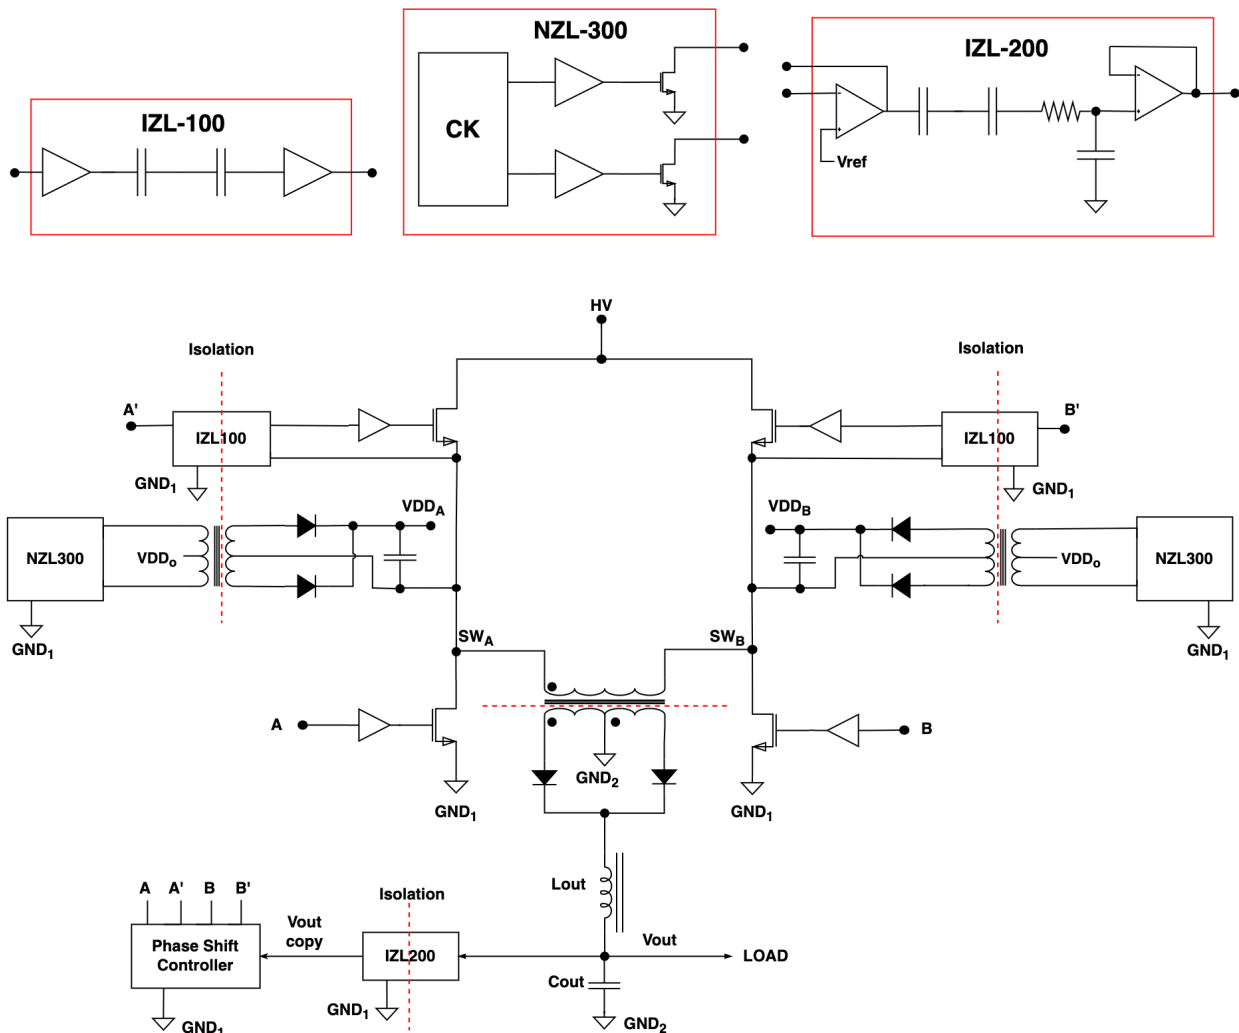 NZL-300
IZL-200
IZL-100
CK
Vref
HV
Isolation
Isolation
A'
B'
IZL100
IZL100
GND1
GND1
VDDA
VDDB
NZL300
VDDo
VDDo
NZL300
GND1
GND1
SWA
SWB
A
B
GND2
GND1
GND1
Lout
A A' B B'
Isolation
Vout
copy
Vout
Phase Shift
Controller
IZL200
LOAD
Cout
GND1
GND2
GND1